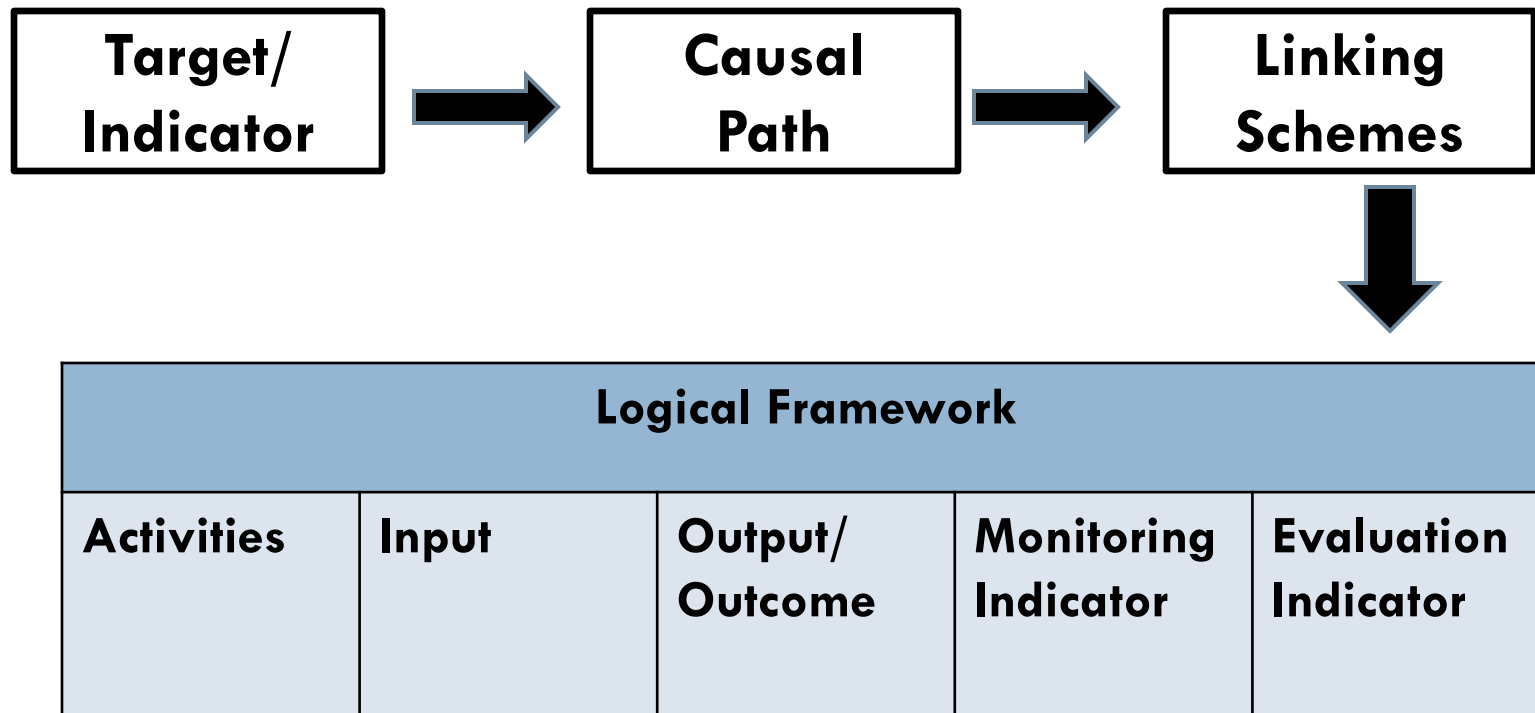 Target/
Indicator
Causal
Path
Linking
Schemes
Logical Framework
Activities
Input
Output/
Outcome
Monitoring
Indicator
Evaluation
Indicator